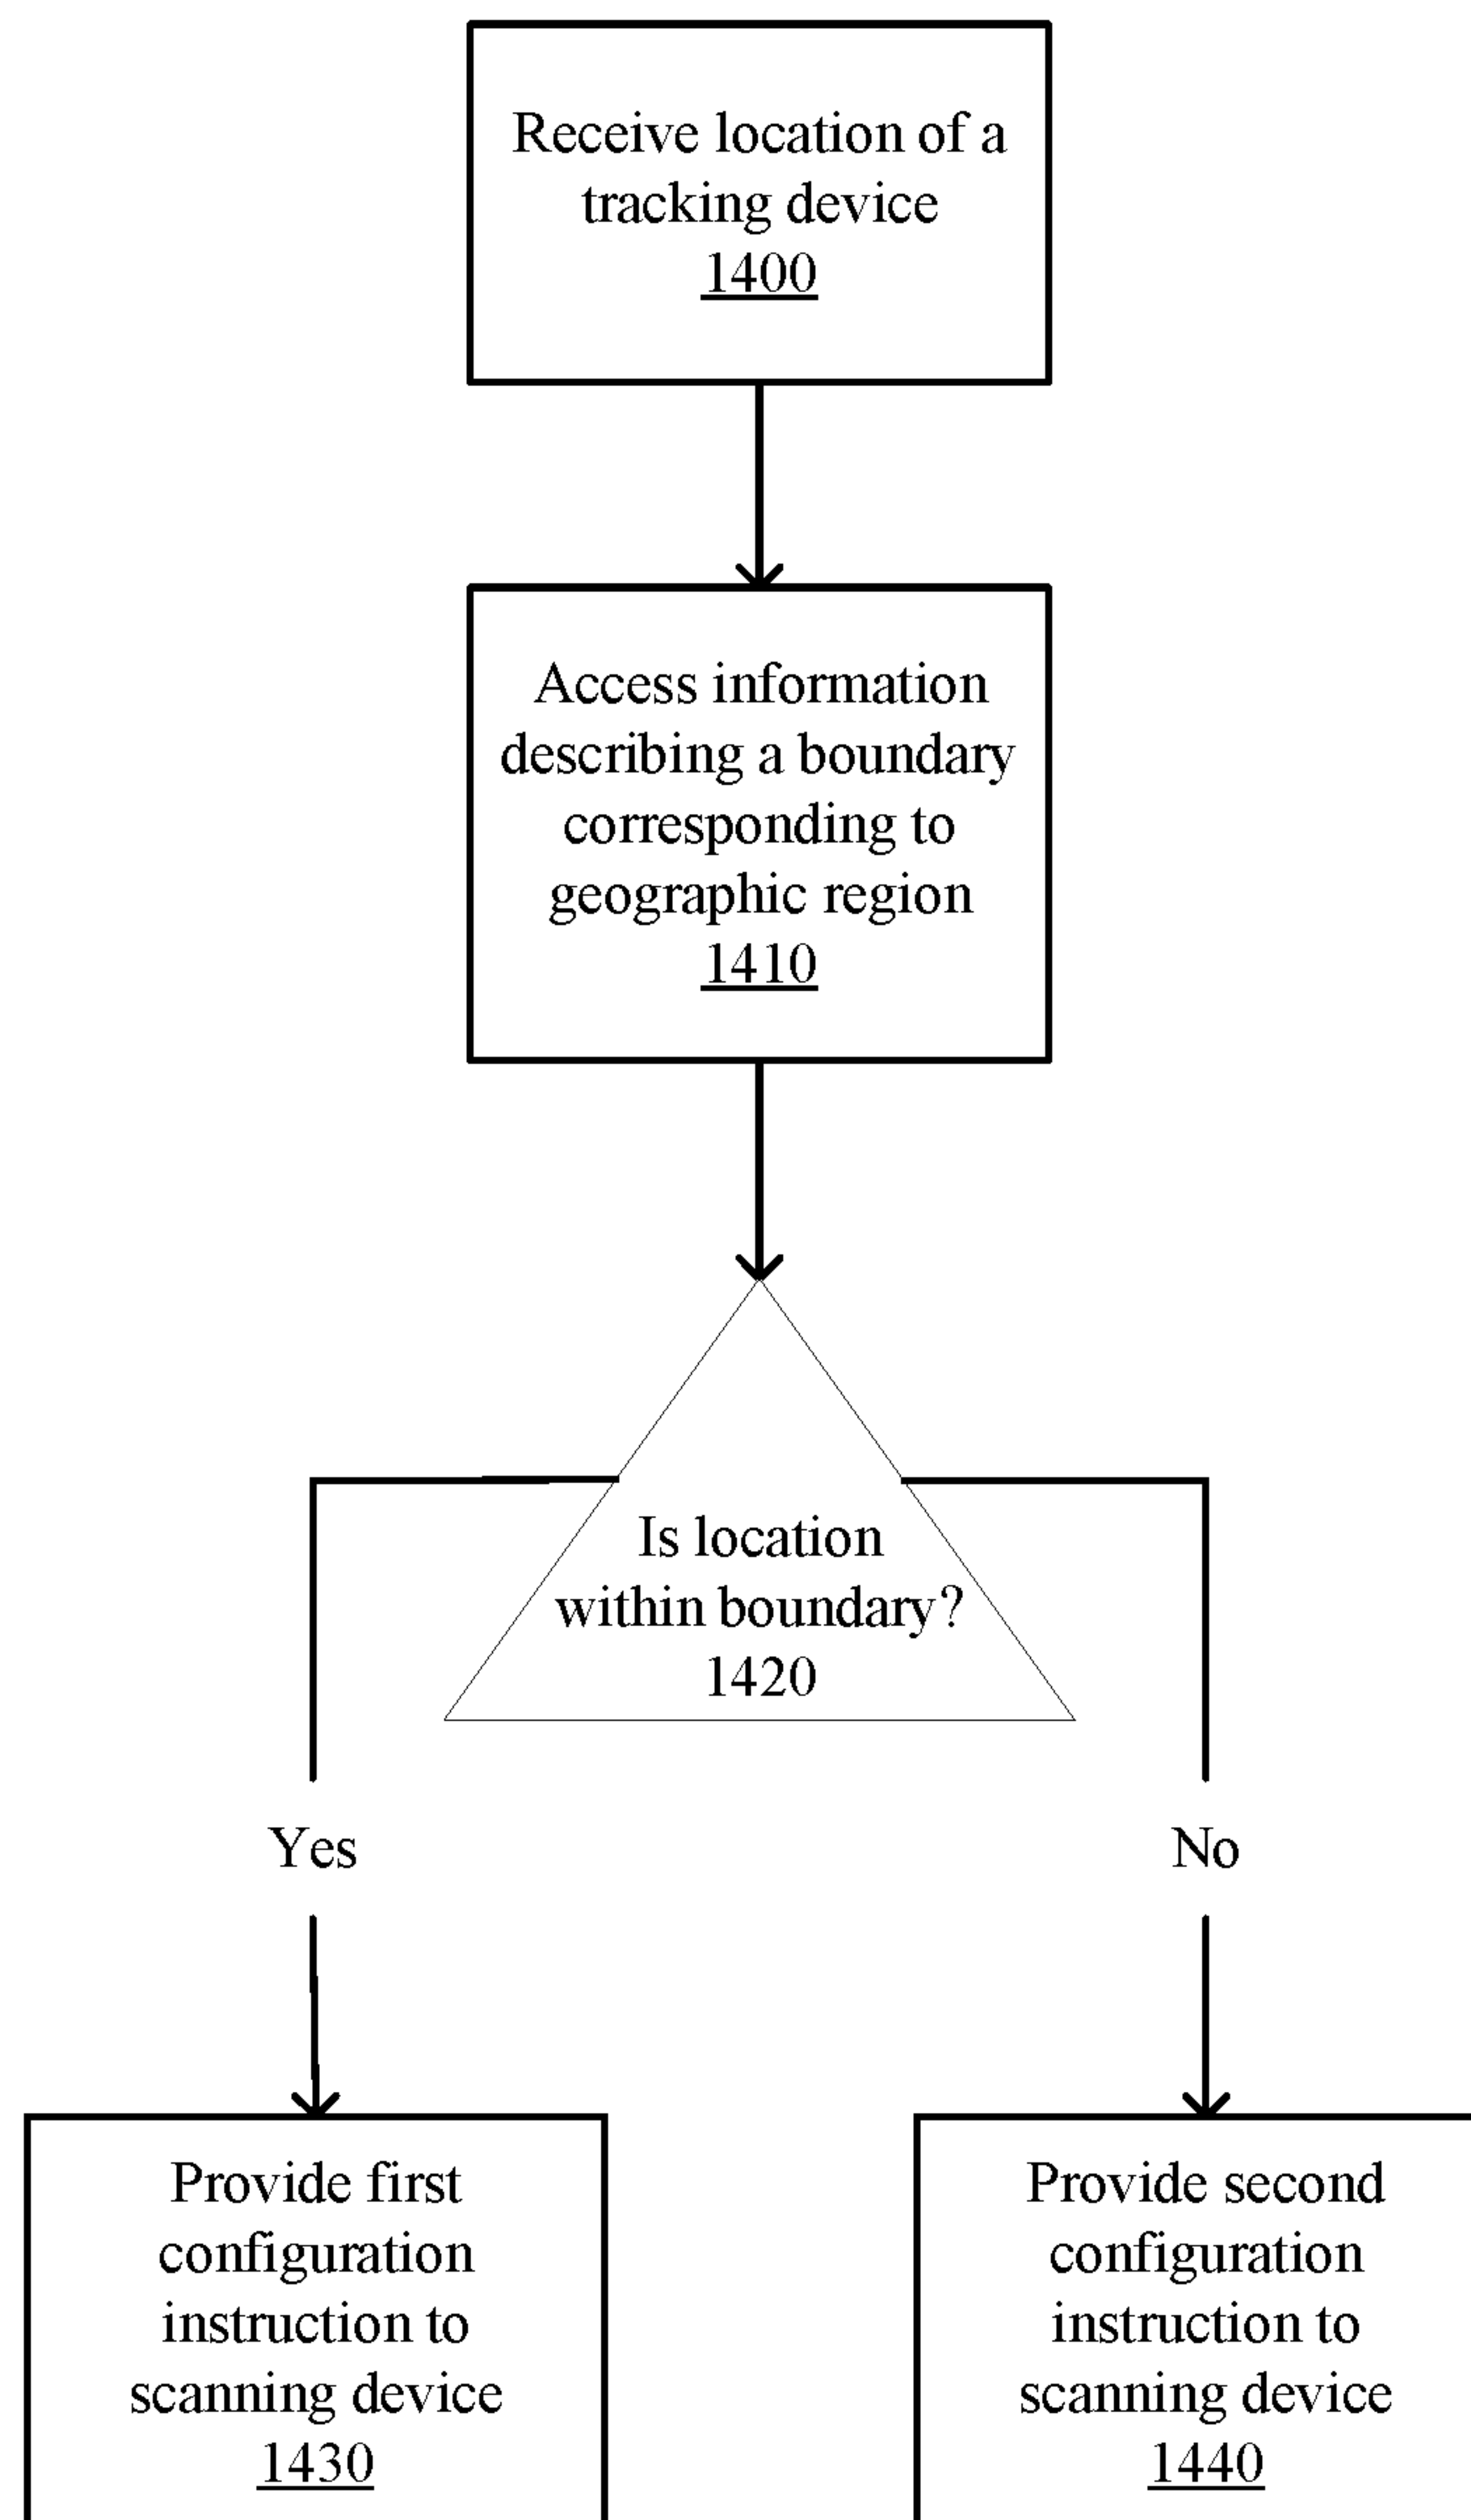 Receive location of a
tracking device
1400
Access information
describing a boundary
corresponding to
geographic region
1410
Is location
within boundary?
1420
Yes
No
Provide first
configuration
instruction to
scanning device
1430
Provide second
configuration
instruction to
scanning device
1440